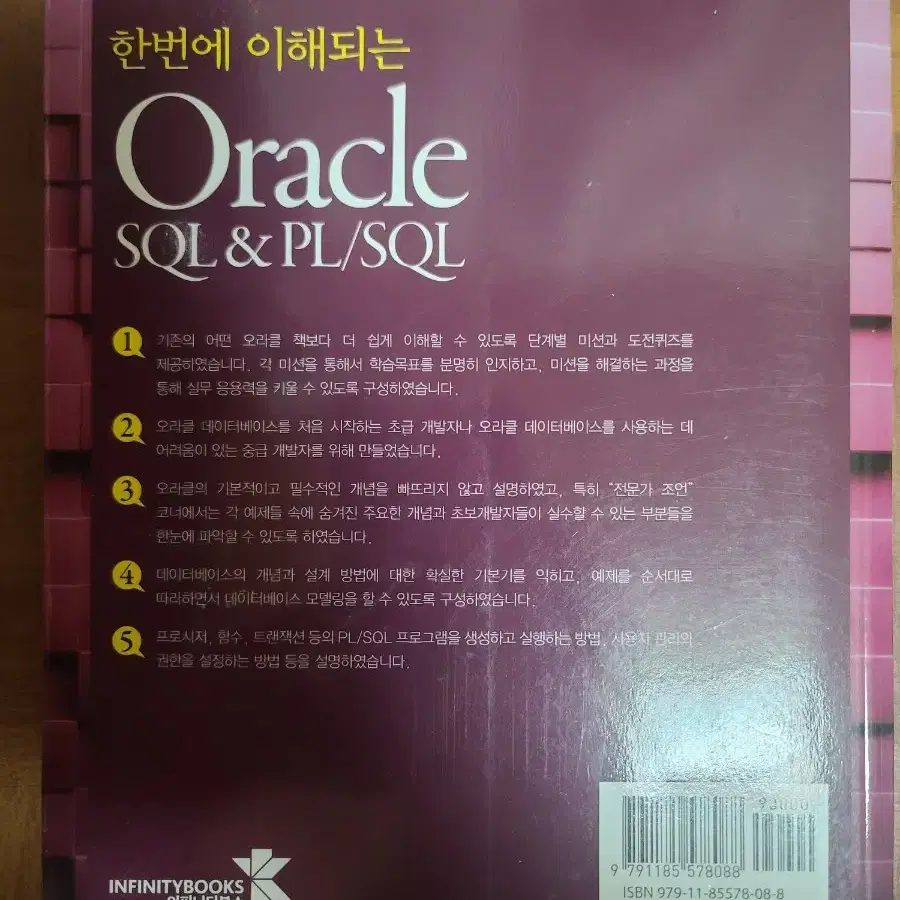 한번에 이해되는
Oracle
SQL & PL/SQL
1 기존의 어떤 오라클 책보다 더 쉽게 이해할 수 있도록 단계별 미션과 도전퀴즈를
제공하였습니다. 각 미션을 통해서 학습목표를 분명히 인지하고, 미션을 해결하는 과정을
통해 실무 응용력을 키울 수 있도록 구성하였습니다.
2 오라클 데이터베이스를 처음 시작하는 초급 개발자나 오라클 데이터베이스를 사용하는 데
어려움이 있는 중급 개발자를 위해 만들었습니다.
3 오라클의 기본적이고 필수적인 개념을 빠뜨리지 않고 설명하였고, 특히 “전문가 조언”
코너에서는 각 예제들 속에 숨겨진 주요한 개념과 초보개발자들이 실수할 수 있는 부분들을
한눈에 파악할 수 있도록 하였습니다.
4 데이터베이스의 개념과 설계 방법에 대한 확실한 기본기를 익히고, 예제를 순서대로
따라하면서 데이터베이스 모델링을 할 수 있도록 구성하였습니다.
5 프로시저, 함수, 트랜잭션 등의 PL/SQL 프로그램을 생성하고 실행하는 방법, 사용자 관리와
권한을 설정하는 방법 등을 설명하였습니다.
93000
9 791185 578088
ISBN 979-11-85578-08-8
INFINITYBOOKS